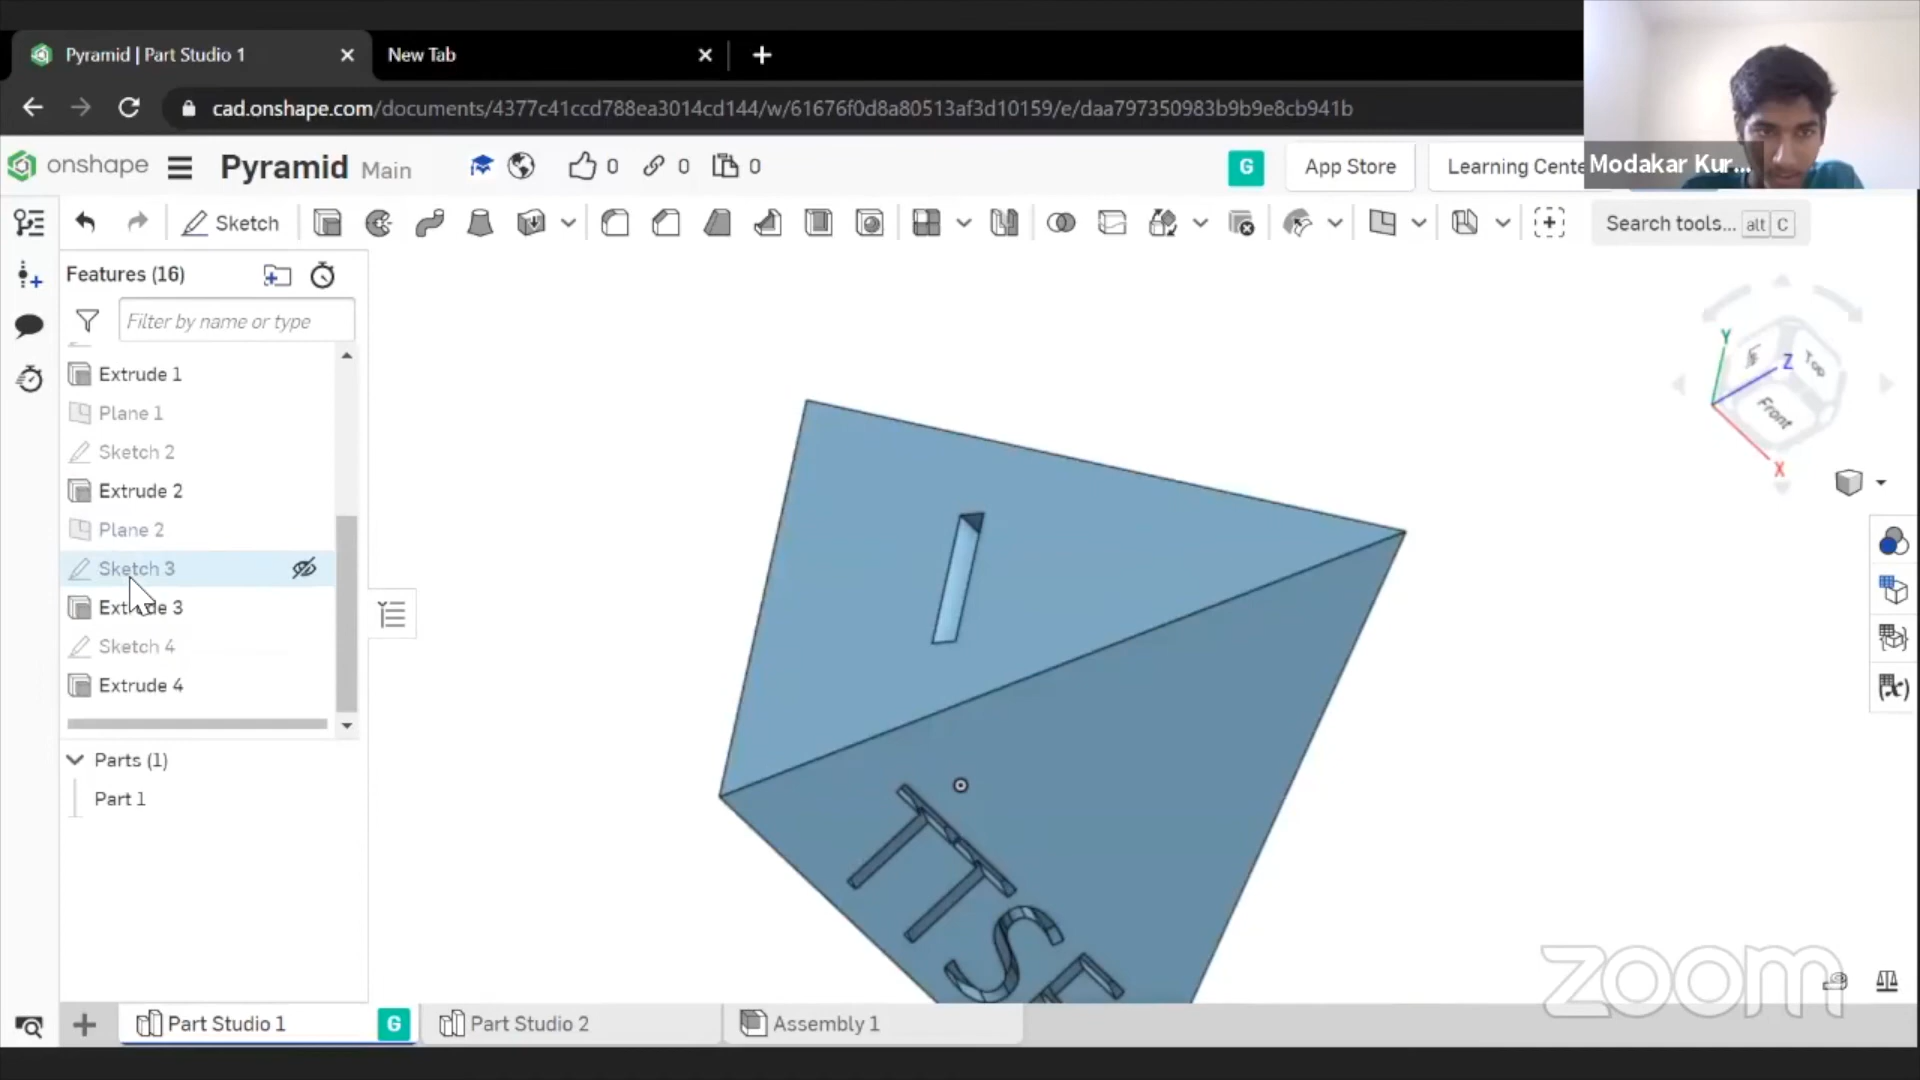 Pyramid | Part Studio 1
New Tab
cad.onshape.com/documents/4377c41ccd788ea3014cd144/w/61676f0d8a80513af3d10159/e/daa797350983b9b9e8cb941b
onshape
Pyramid Main
0
0
0
G
App Store
Learning Cente
Modakar Kur...
Sketch
Search tools... alt C
Features (16)
Filter by name or type
Extrude 1
Plane 1
Sketch 2
Extrude 2
Plane 2
Sketch 3
Extrude 3
Sketch 4
Extrude 4
Parts (1)
Part 1
Y
Z
Top
Front
X
I
TTSE
zoom
Part Studio 1
G
Part Studio 2
Assembly 1